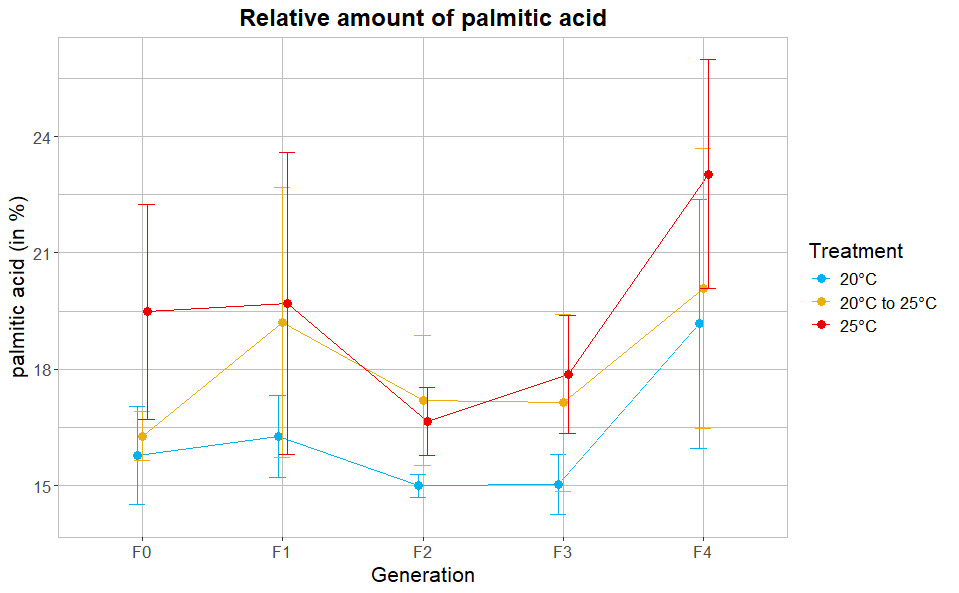 Relative amount of palmitic acid
palmitic acid (in %)
24
21
18
15
F0
F1
F2
F3
F4
Generation
Treatment
20°C
20°C to 25°C
25°C